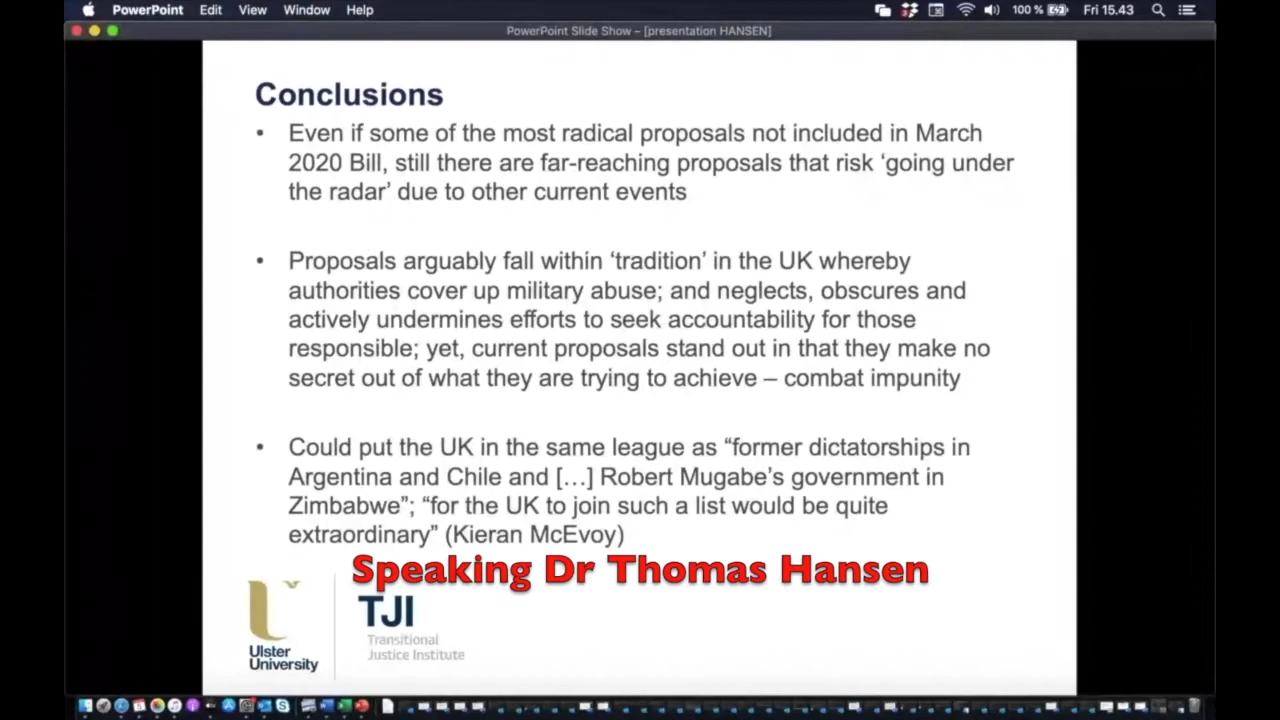 PowerPoint Edit View Window Help 100 % Fri 15.43
PowerPoint Slide Show – [presentation HANSEN]
Conclusions
• Even if some of the most radical proposals not included in March
2020 Bill, still there are far-reaching proposals that risk ‘going under
the radar’ due to other current events
• Proposals arguably fall within ‘tradition’ in the UK whereby
authorities cover up military abuse; and neglects, obscures and
actively undermines efforts to seek accountability for those
responsible; yet, current proposals stand out in that they make no
secret out of what they are trying to achieve – combat impunity
• Could put the UK in the same league as “former dictatorships in
Argentina and Chile and […] Robert Mugabe’s government in
Zimbabwe”; “for the UK to join such a list would be quite
extraordinary” (Kieran McEvoy)
Speaking Dr Thomas Hansen
Ulster
University
TJI
Transitional
Justice Institute